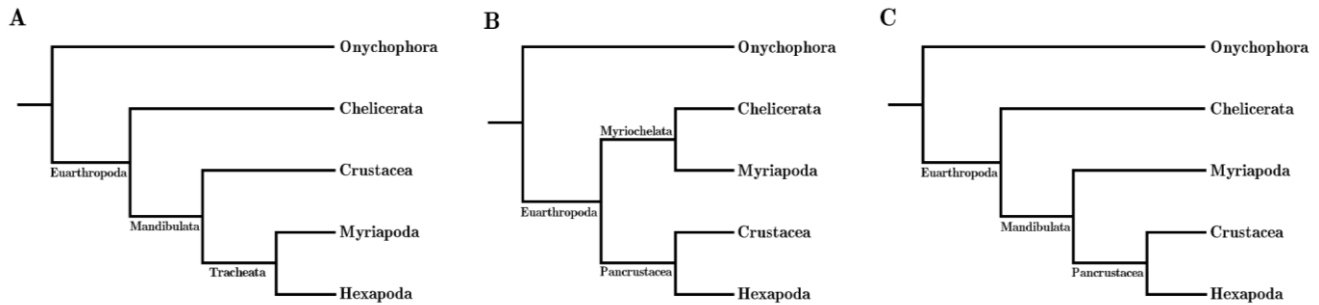 A
Onychophora
Chelicerata
Euarthropoda
Crustacea
Mandibulata
Myriapoda
Tracheata
Hexapoda
B
Onychophora
Chelicerata
Myriochelata
Myriapoda
Euarthropoda
Crustacea
Pancrustacea
Hexapoda
C
Onychophora
Chelicerata
Euarthropoda
Myriapoda
Mandibulata
Crustacea
Pancrustacea
Hexapoda